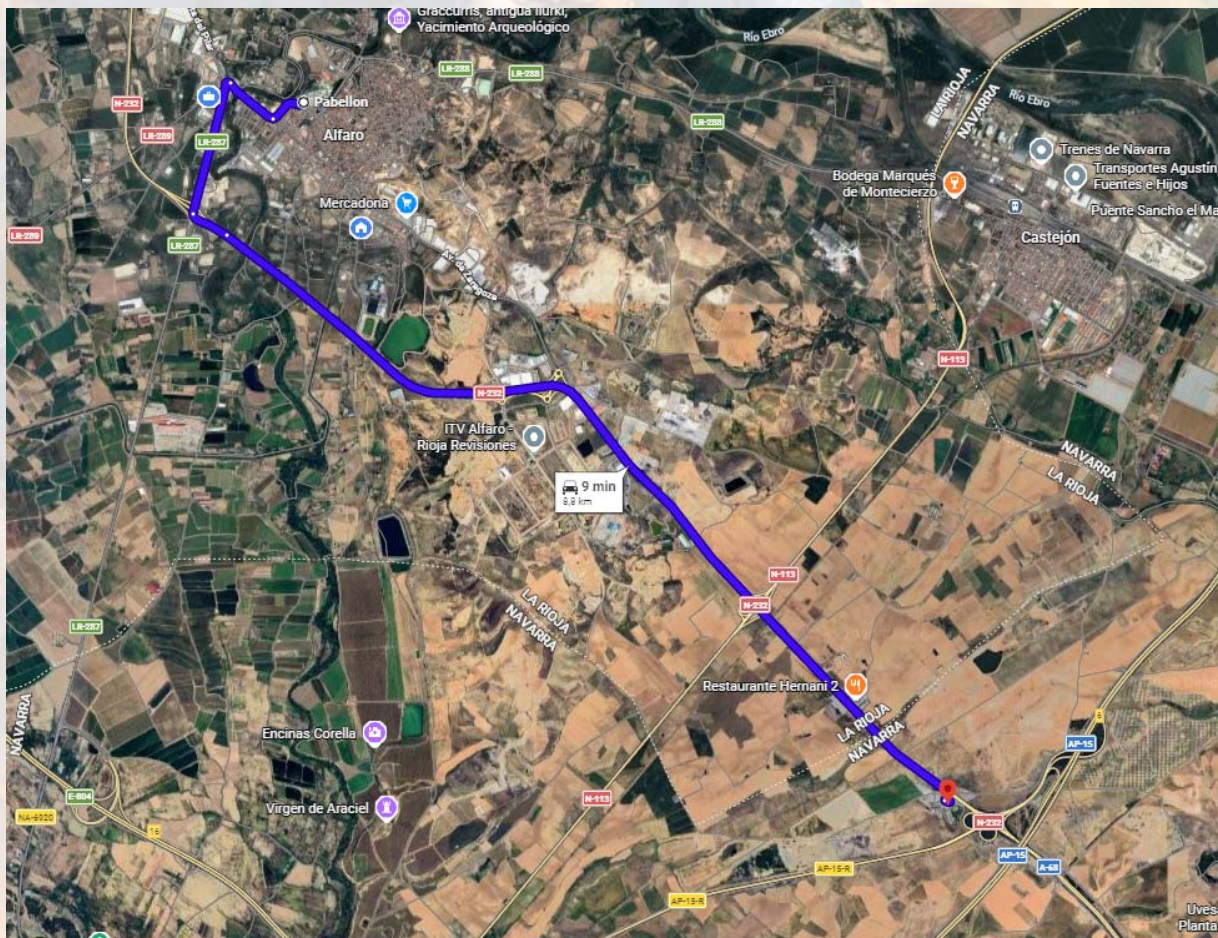 Graccurris, antigua Ilurki,
Yacimiento Arqueológico
Río Ebro
LR-288
LR-288
LA RIOJA
NAVARRA
Río Ebro
N-232
Pabellon
LR-289
Alfaro
LR-287
LR-288
Trenes de Navarra
Bodega Marqués
de Montecierzo
Transportes Agustín
Fuentes e Hijos
Puente Sancho el Ma
Mercadona
LR-289
LR-287
Castejón
Av. de Zaragoza
N-113
N-232
ITV Alfaro -
Rioja Revisiones
NAVARRA
LA RIOJA
9 min
9,8 km
N-113
N-232
LA RIOJA
NAVARRA
LR-287
Restaurante Hernani 2
NAVARRA
LA RIOJA
NAVARRA
Encinas Corella
6
AP-15
E-804
N-113
Virgen de Araciel
NA-6920
16
N-232
AP-15
A-68
AP-15-R
AP-15-R
Uves
Planta